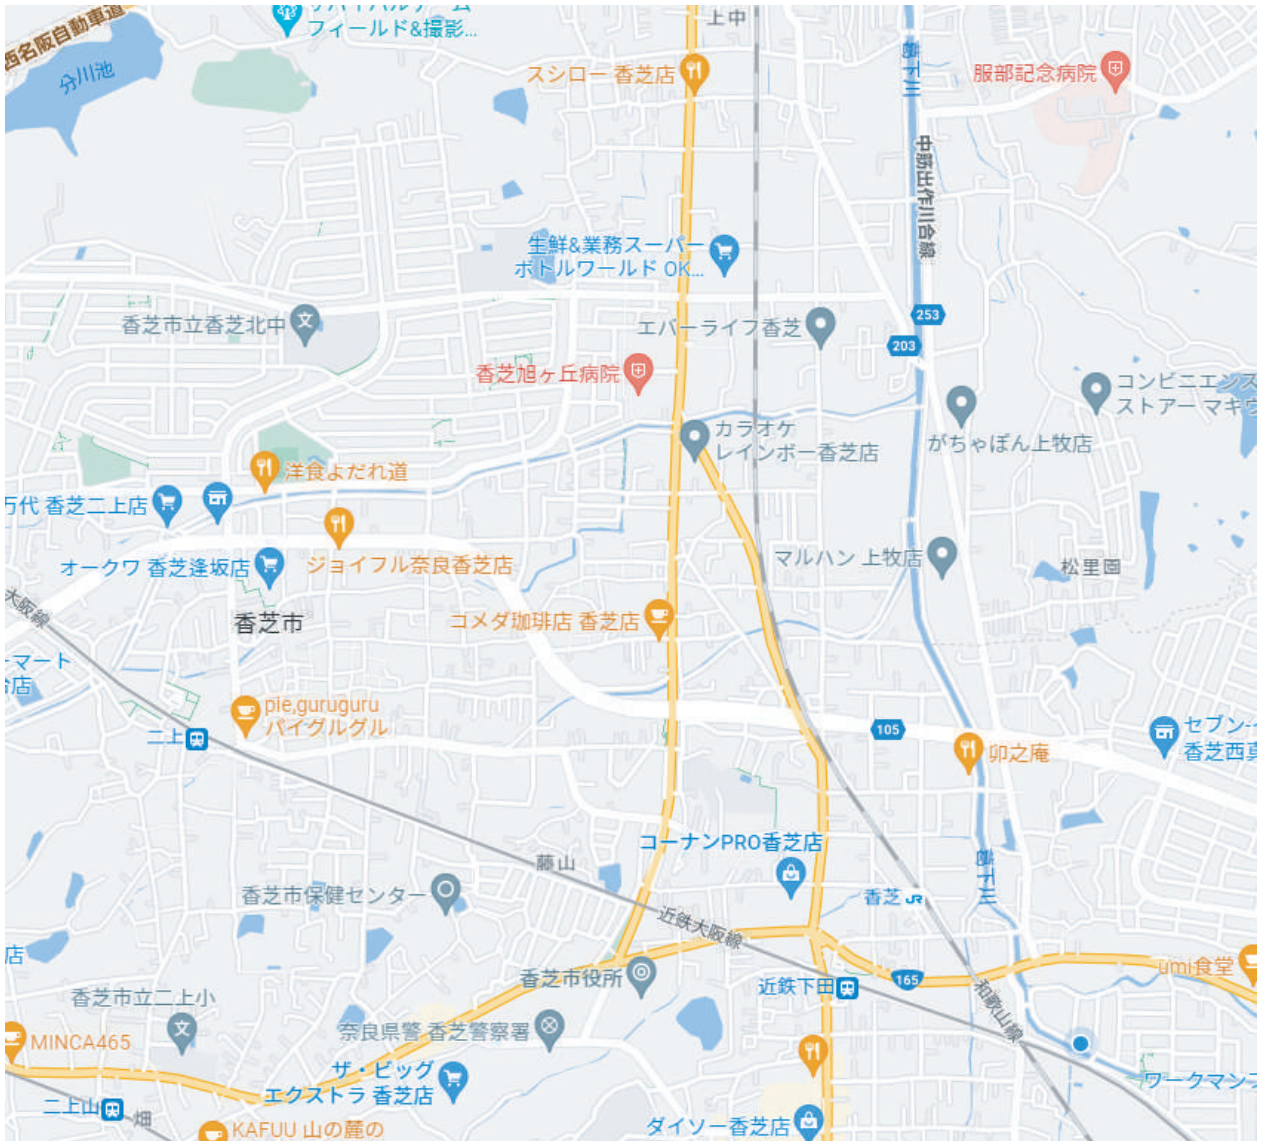 西名阪自動車道
分川池
フィールド&撮影...
上中
スシロー 香芝店
葛下川
服部記念病院
中筋出作川合線
生鮮&業務スーパー
ボトルワールド OK...
香芝市立香芝北中
エバーライフ香芝
253
203
香芝旭ヶ丘病院
コンビニエンス
ストアー マキウ
カラオケ
レインボー香芝店
がちゃぽん上牧店
洋食よだれ道
万代 香芝二上店
ジョイフル奈良香芝店
オークワ 香芝逢坂店
マルハン 上牧店
松里園
大阪線
香芝市
コメダ珈琲店 香芝店
ーマート
台店
pie,guruguru
パイグルグル
二上
105
セブン-イ
香芝西真
卯之庵
コーナンPRO香芝店
藤山
香芝市保健センター
香芝 JR
葛下川
近鉄大阪線
店
umi食堂
香芝市役所
近鉄下田
165
香芝市立二上小
和歌山線
MINCA465
奈良県警 香芝警察署
ザ・ビッグ
エクストラ 香芝店
ワークマンプ
二上山
畑
ダイソー香芝店
KAFUU 山の麓の